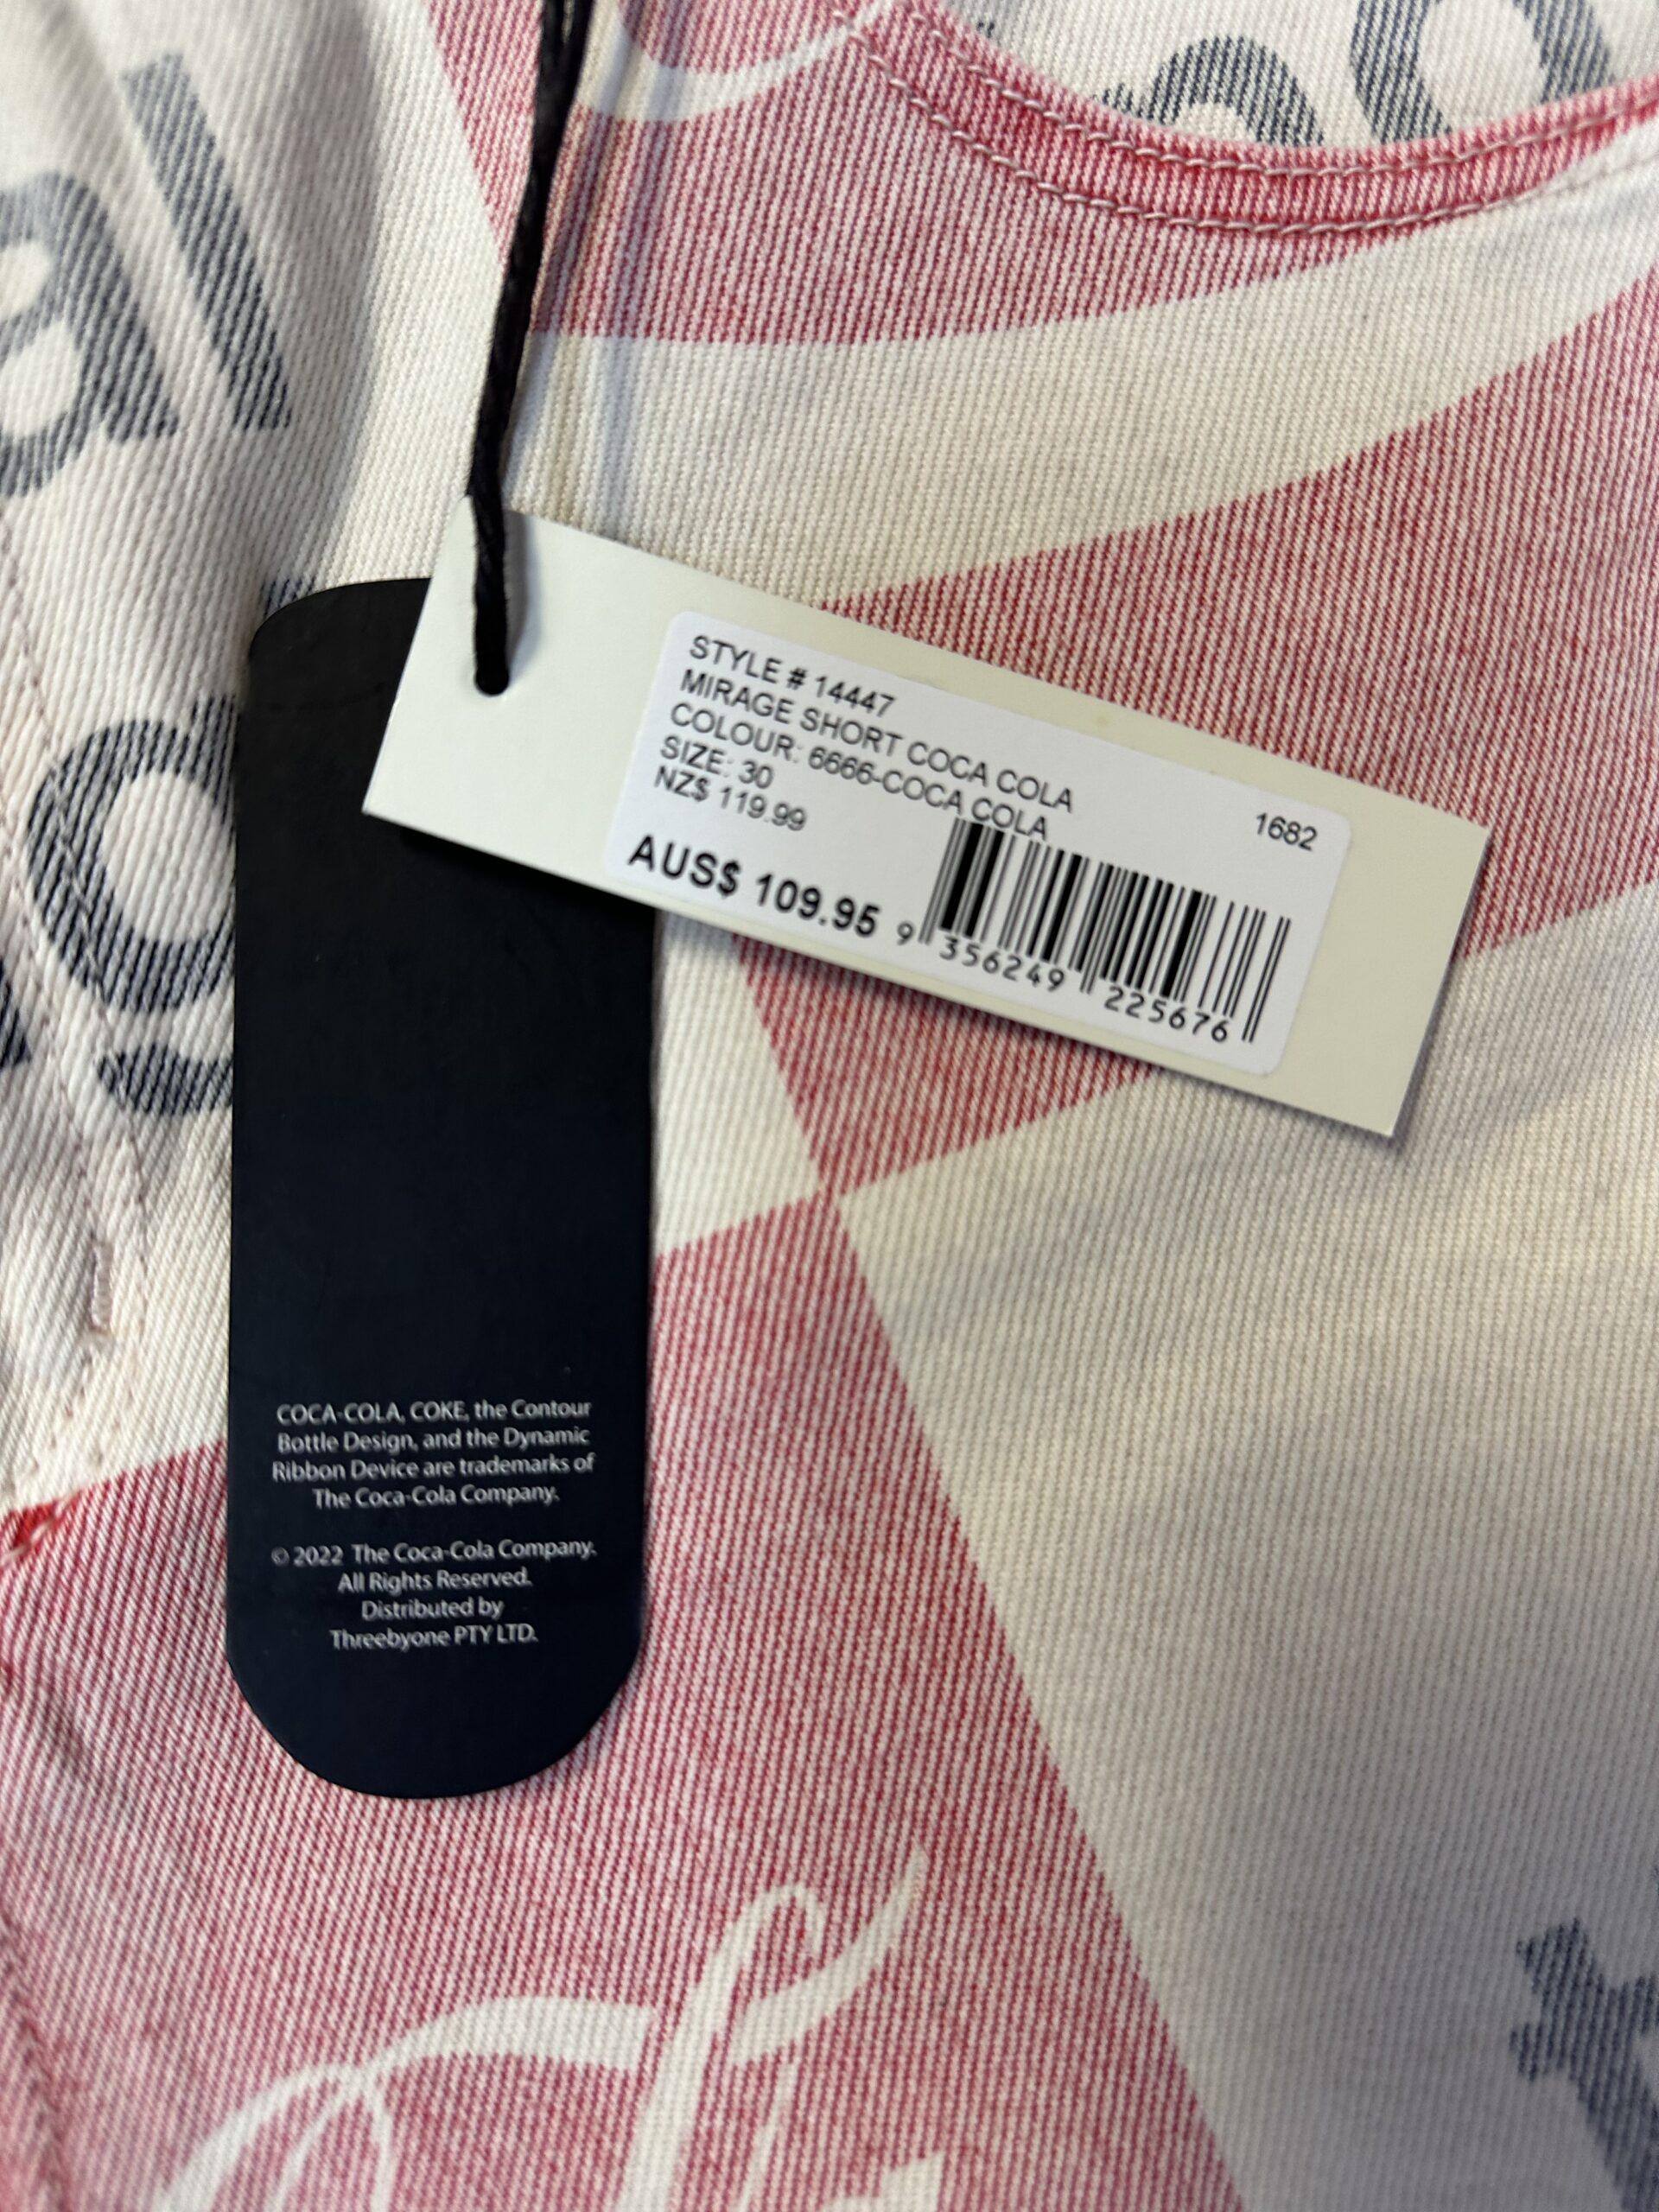 al
g
STYLE # 14447
MIRAGE SHORT COCA COLA
COLOUR: 6666-COCA COLA
SIZE: 30
NZ$ 119.99
1682
AUS$ 109.95
9 356249 225676
COCA-COLA, COKE, the Contour
Bottle Design, and the Dynamic
Ribbon Device are trademarks of
The Coca-Cola Company.
© 2022 The Coca-Cola Company.
All Rights Reserved.
Distributed by
Threebyone PTY LTD.